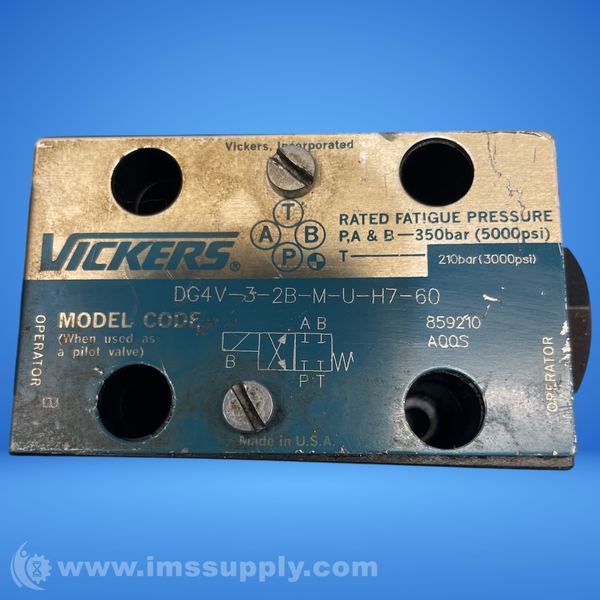 Vickers, Incorporated
T
A B
P
VICKERS®
RATED FATIGUE PRESSURE
P,A & B—350bar (5000psi)
T— 210bar (3000psi)
DG4V-3-2B-M-U-H7-60
MODEL CODE
(When used as
a pilot valve)
859210
A00S
A B
B
P T
OPERATOR
B
OPERATOR
Made in U.S.A.
www.imssupply.com